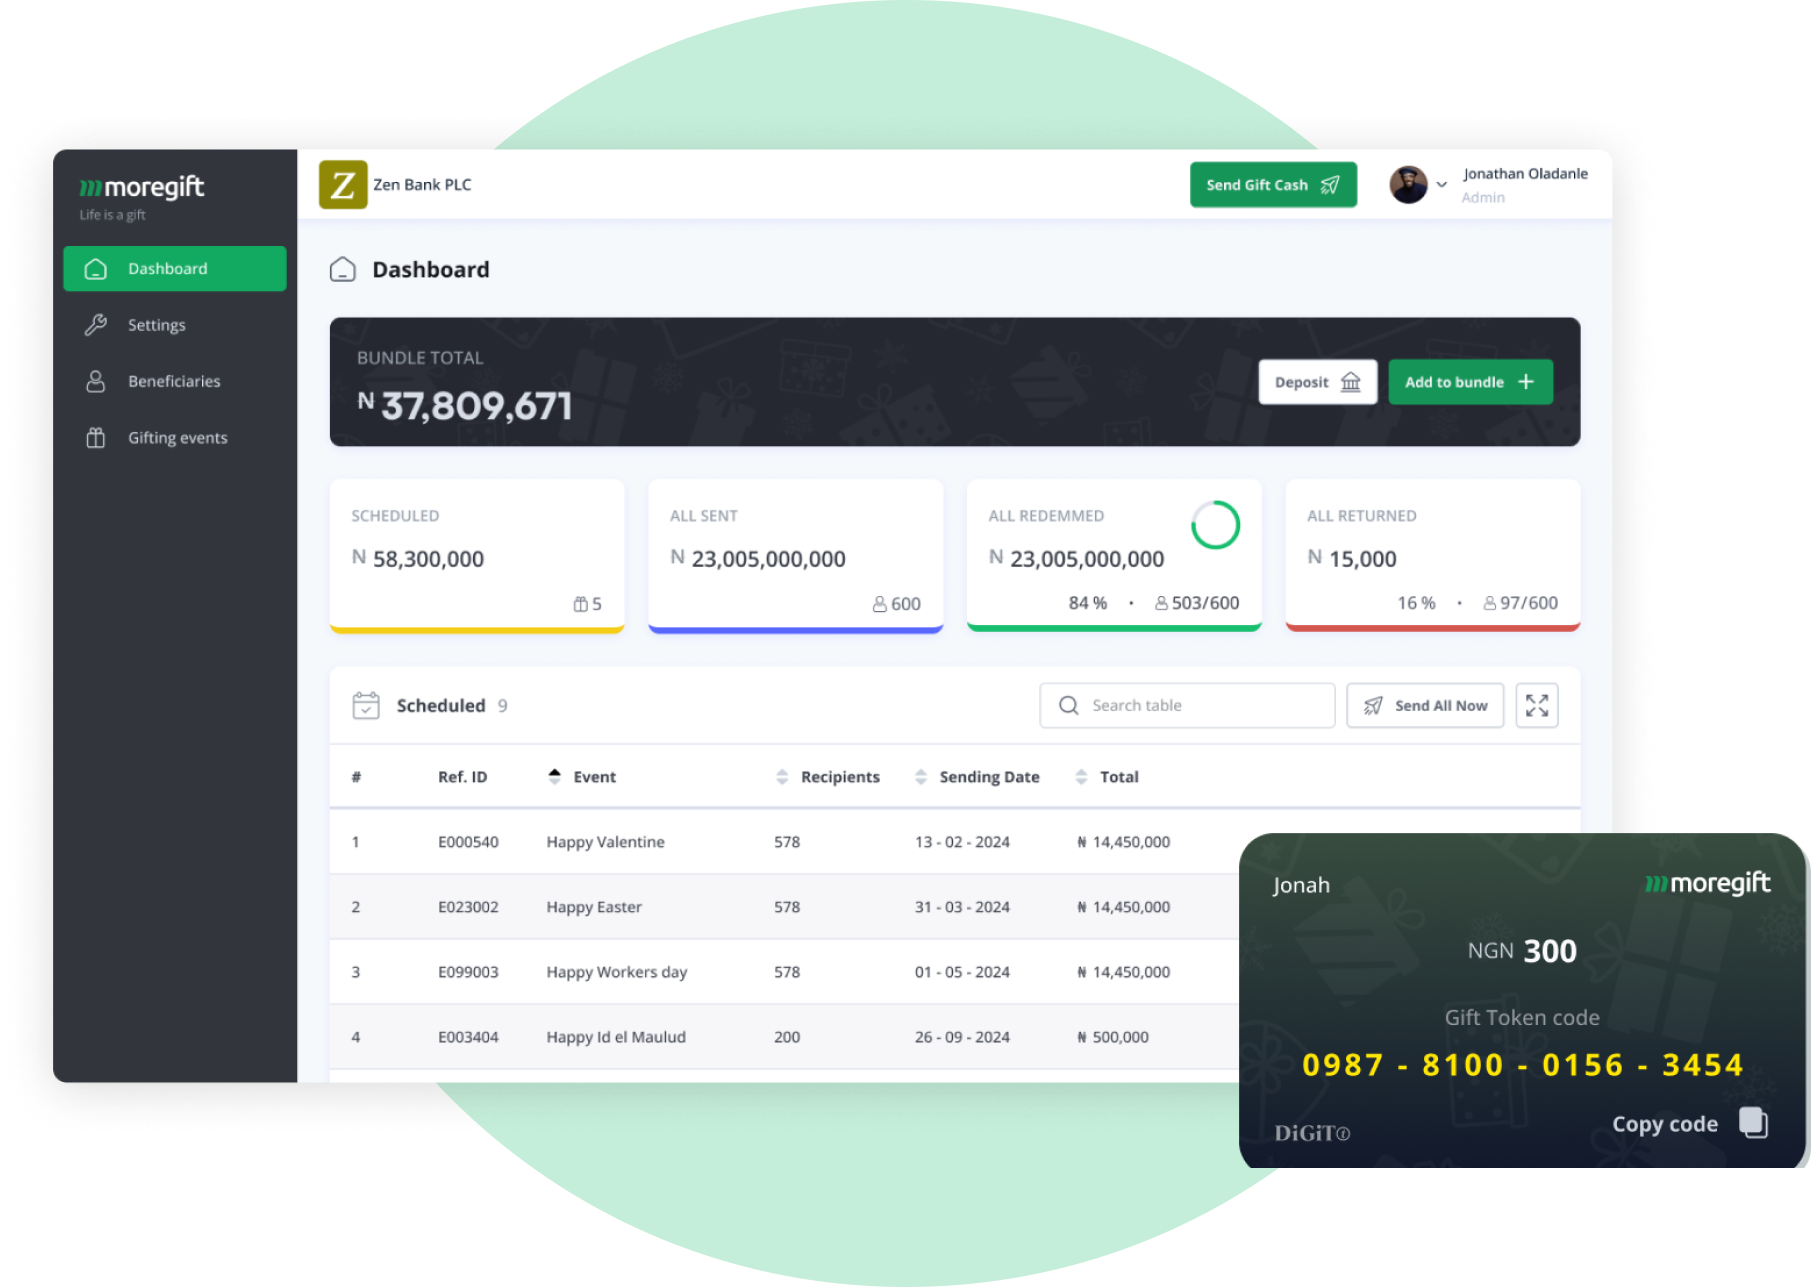 moregift
Life is a gift
Dashboard
Settings
Beneficiaries
Gifting events
Z Zen Bank PLC
Send Gift Cash
Jonathan Oladanle
Admin
Dashboard
BUNDLE TOTAL
N 37,809,671
Deposit
Add to bundle
SCHEDULED
N 58,300,000
5
ALL SENT
N 23,005,000,000
600
ALL REDEMMED
N 23,005,000,000
84 % · 503/600
ALL RETURNED
N 15,000
16 % · 97/600
Scheduled 9
Search table
Send All Now
# Ref. ID Event Recipients Sending Date Total
1 E000540 Happy Valentine 578 13 - 02 - 2024 ₦ 14,450,000
2 E023002 Happy Easter 578 31 - 03 - 2024 ₦ 14,450,000
3 E099003 Happy Workers day 578 01 - 05 - 2024 ₦ 14,450,000
4 E003404 Happy Id el Maulud 200 26 - 09 - 2024 ₦ 500,000
Jonah
moregift
NGN 300
Gift Token code
0987 - 8100 - 0156 - 3454
DiGiT
Copy code